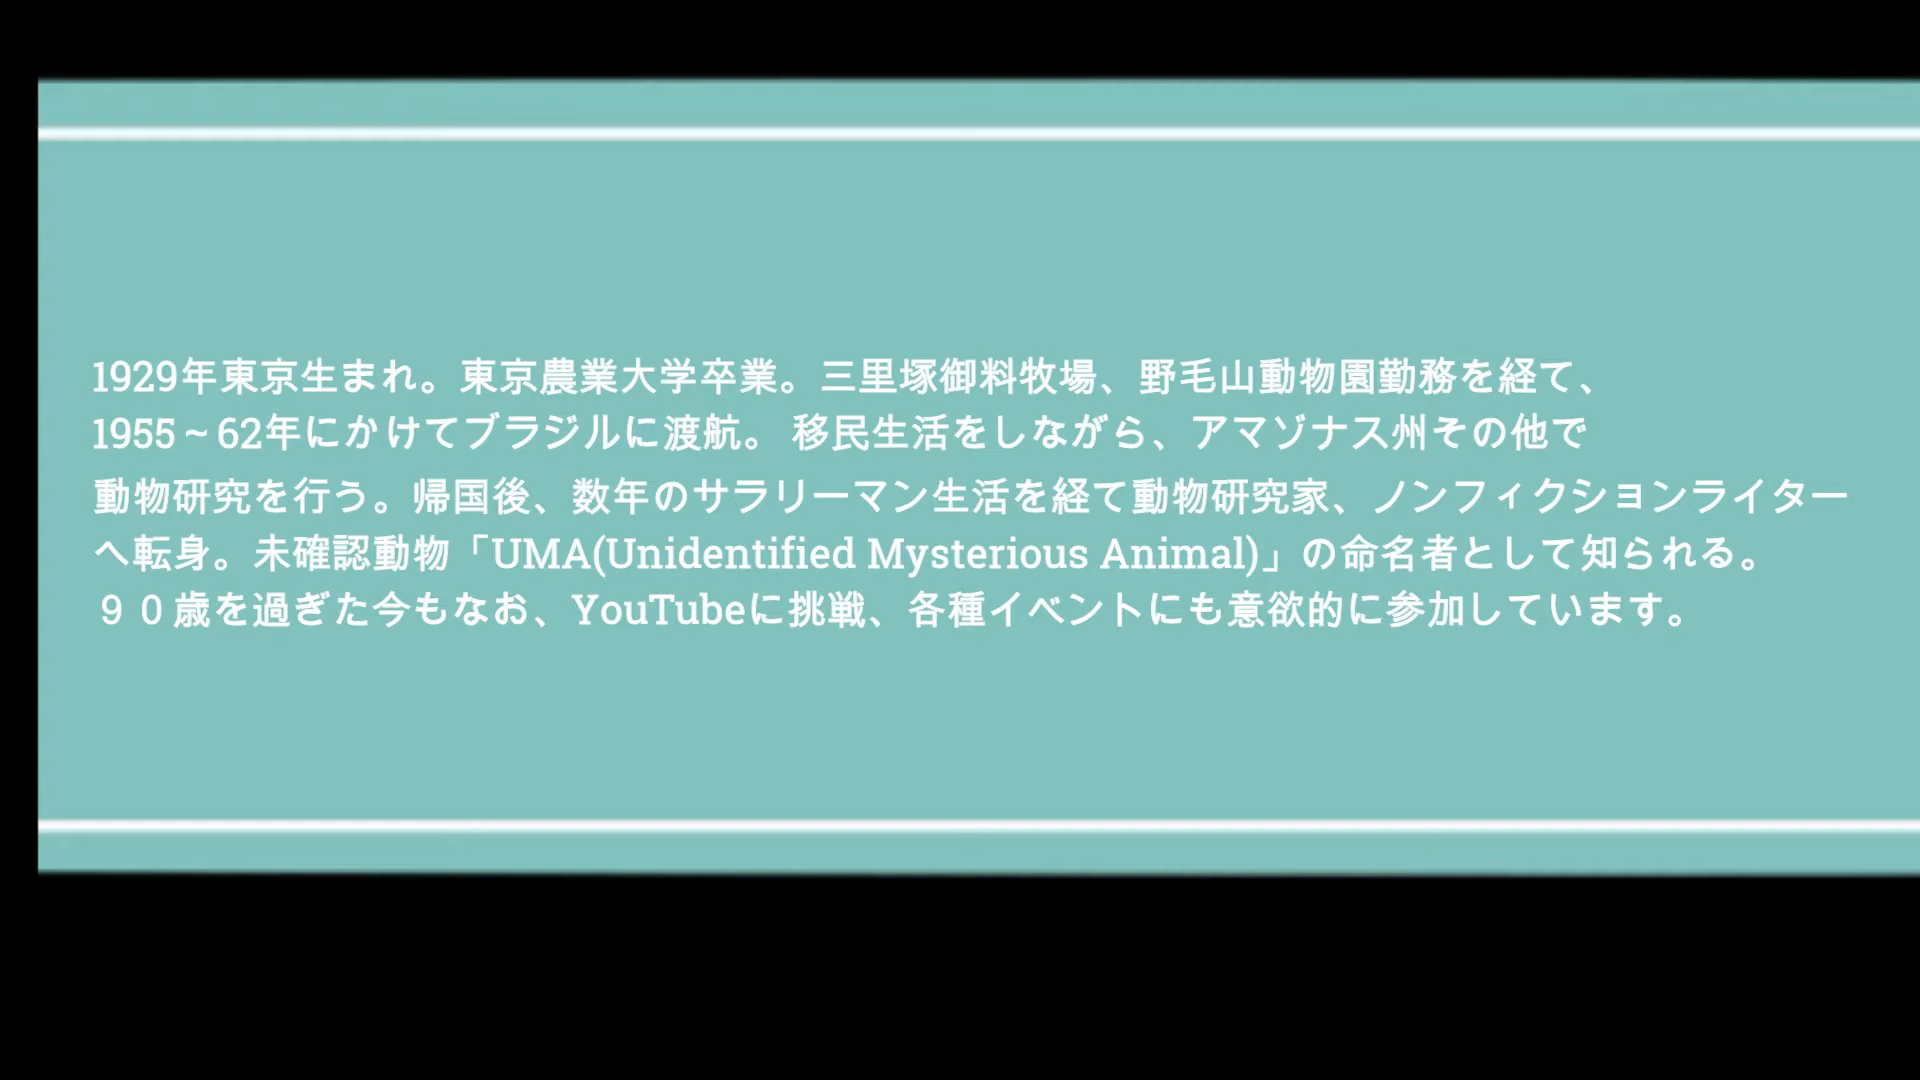 1929年東京生まれ。東京農業大学卒業。三里塚御料牧場、野毛山動物園勤務を経て、
1955～62年にかけてブラジルに渡航。 移民生活をしながら、アマゾナス州その他で
動物研究を行う。帰国後、数年のサラリーマン生活を経て動物研究家、ノンフィクションライター
へ転身。未確認動物「UMA(Unidentified Mysterious Animal)」の命名者として知られる。
９０歳を過ぎた今もなお、YouTubeに挑戦、各種イベントにも意欲的に参加しています。